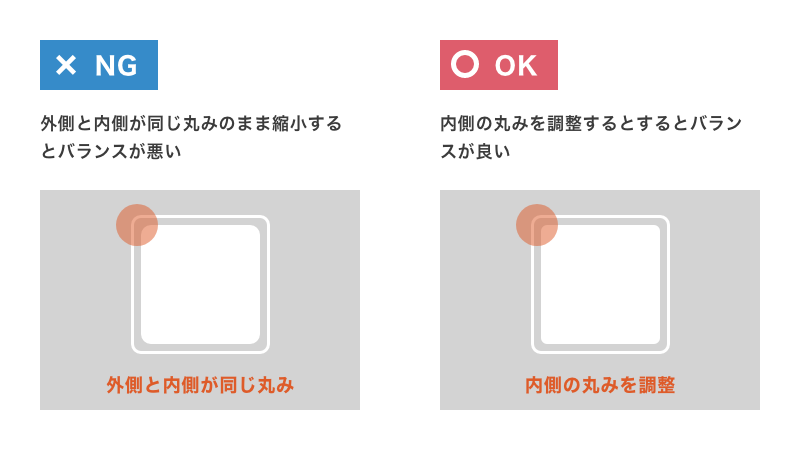 × NG
外側と内側が同じ丸みのまま縮小する
とバランスが悪い
外側と内側が同じ丸み
○ OK
内側の丸みを調整するとするとバラン
スが良い
内側の丸みを調整